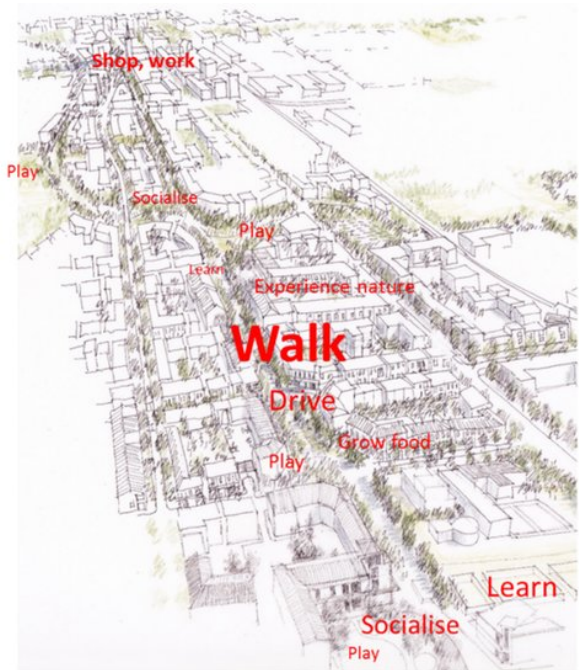 Shop, work
Play
Socialise
Play
Learn
Experience nature
Walk
Drive
Grow food
Play
Learn
Socialise
Play